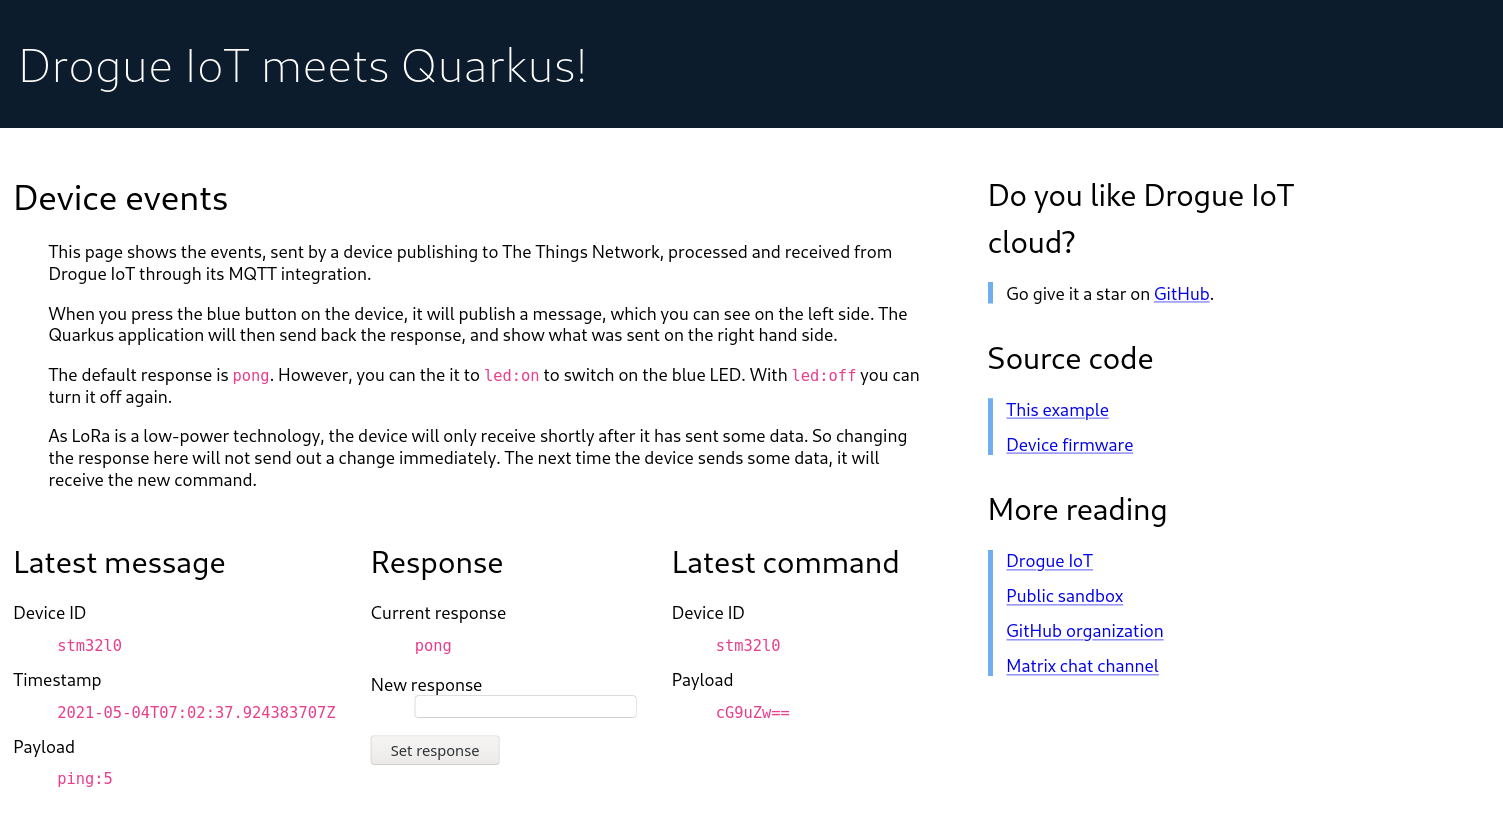 Drogue IoT meets Quarkus!
Device events
This page shows the events, sent by a device publishing to The Things Network, processed and received from
Drogue IoT through its MQTT integration.
When you press the blue button on the device, it will publish a message, which you can see on the left side. The
Quarkus application will then send back the response, and show what was sent on the right hand side.
The default response is pong. However, you can the it to led:on to switch on the blue LED. With led:off you can
turn it off again.
As LoRa is a low-power technology, the device will only receive shortly after it has sent some data. So changing
the response here will not send out a change immediately. The next time the device sends some data, it will
receive the new command.
Latest message
Device ID
stm32l0
Timestamp
2021-05-04T07:02:37.924383707Z
Payload
ping:5
Response
Current response
pong
New response
Set response
Latest command
Device ID
stm32l0
Payload
cG9uZw==
Do you like Drogue IoT
cloud?
Go give it a star on GitHub.
Source code
This example
Device firmware
More reading
Drogue IoT
Public sandbox
GitHub organization
Matrix chat channel